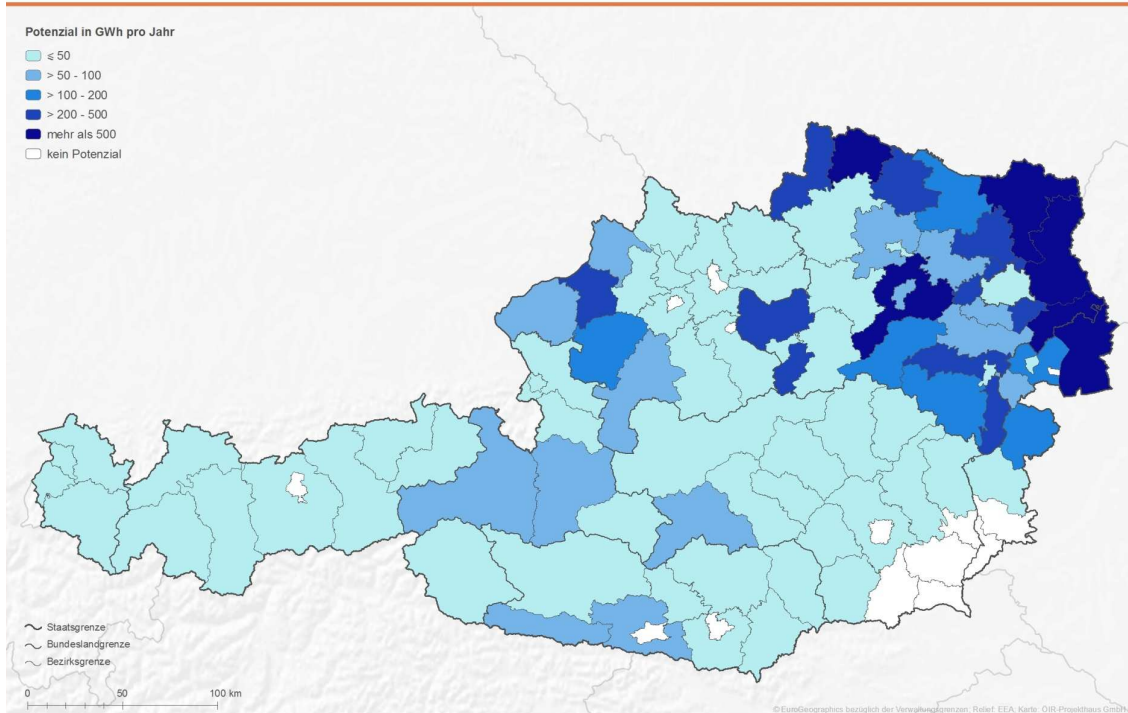 Potenzial in GWh pro Jahr
≤ 50
> 50 - 100
> 100 - 200
> 200 - 500
mehr als 500
kein Potenzial
Staatsgrenze
Bundeslandgrenze
Bezirksgrenze
0 50 100 km
© EuroGeographics bezüglich der Verwaltungsgrenzen; Relief: EEA; Karte: ÖIR-Projekthaus GmbH